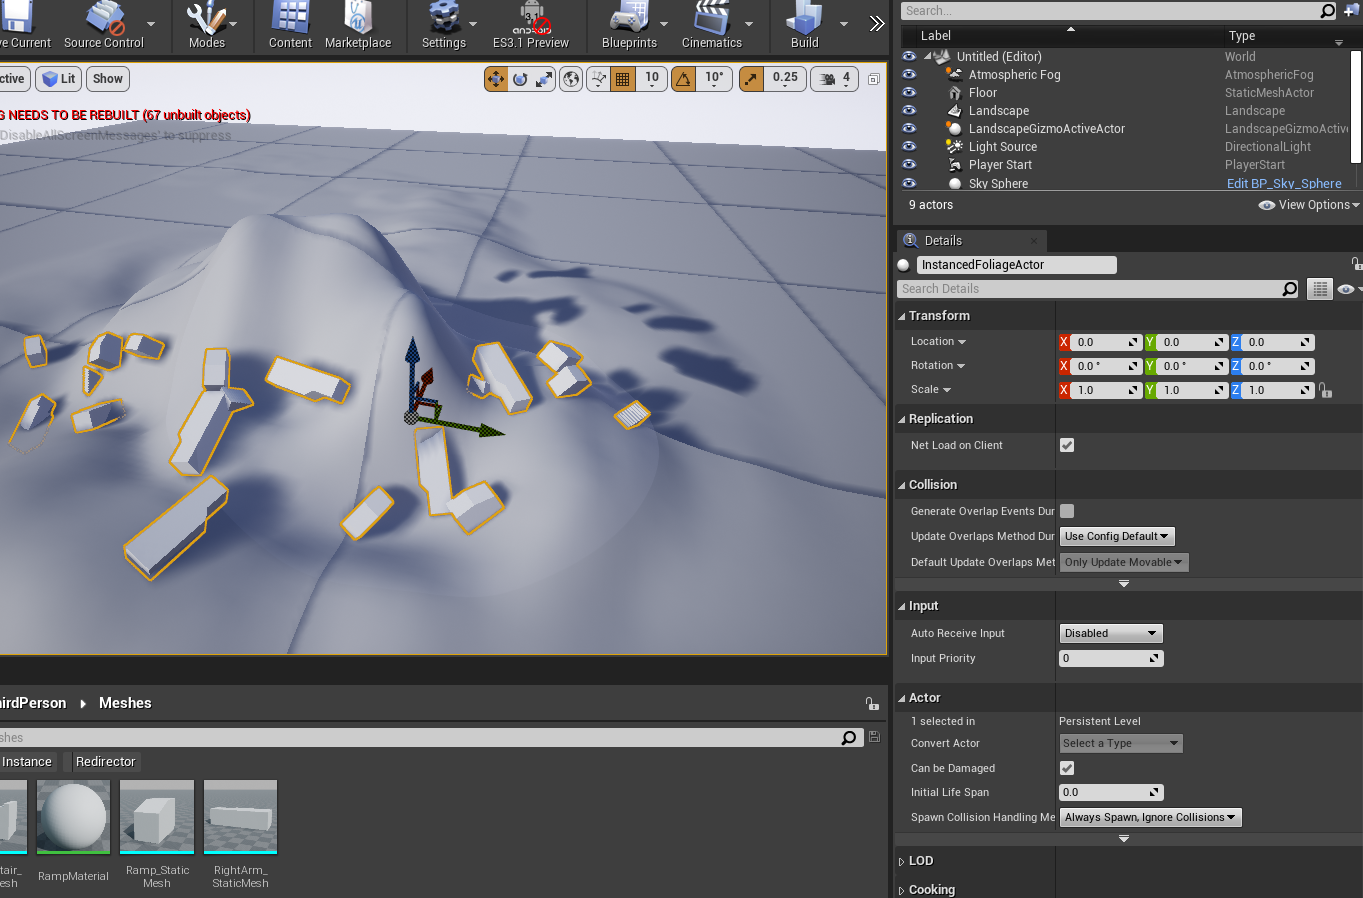 ve Current
Source Control
Modes
Content
Marketplace
Settings
3.1
ANDROID
ES3.1 Preview
Blueprints
Cinematics
Build
ctive
Lit
Show
10
10°
0.25
4
G NEEDS TO BE REBUILT (67 unbuilt objects)
'DisableAllScreenMessages' to suppress
Search...
Label
Type
Untitled (Editor)
World
Atmospheric Fog
AtmosphericFog
Floor
StaticMeshActor
Landscape
Landscape
LandscapeGizmoActiveActor
LandscapeGizmoActive
Light Source
DirectionalLight
Player Start
PlayerStart
Sky Sphere
Edit BP_Sky_Sphere
9 actors
View Options
Details
InstancedFoliageActor
Search Details
Transform
Location
X 0.0
Y 0.0
Z 0.0
Rotation
X 0.0 °
Y 0.0 °
Z 0.0 °
Scale
X 1.0
Y 1.0
Z 1.0
Replication
Net Load on Client
Collision
Generate Overlap Events Dur
Update Overlaps Method Dur
Use Config Default
Default Update Overlaps Met
Only Update Movable
Input
Auto Receive Input
Disabled
Input Priority
0
Actor
1 selected in
Persistent Level
Convert Actor
Select a Type
Can be Damaged
Initial Life Span
0.0
Spawn Collision Handling Me
Always Spawn, Ignore Collisions
LOD
Cooking
hirdPerson
Meshes
shes
Instance
Redirector
tair_
esh
RampMaterial
Ramp_Static
Mesh
RightArm_
StaticMesh